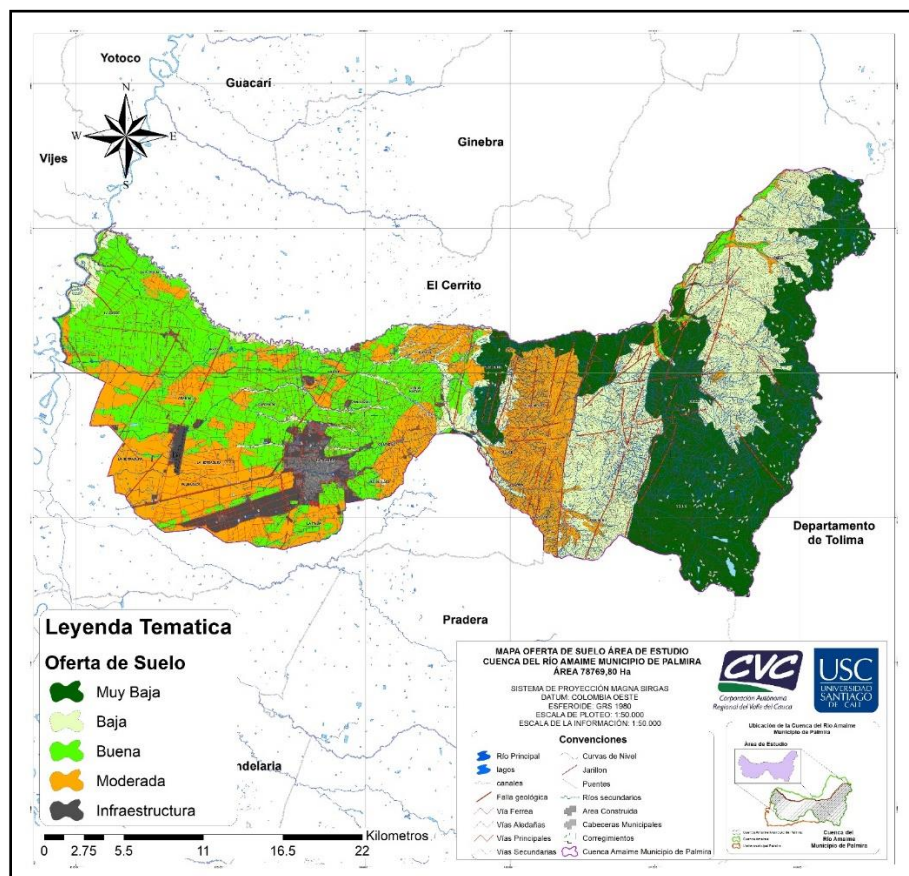 Yotoco
Guacarí
N
W
E
S
Vijes
Ginebra
El Cerrito
Departamento
de Tolima
Pradera
ndelaria
Leyenda Tematica
Oferta de Suelo
Muy Baja
Baja
Buena
Moderada
Infraestructura
Kilometros
0 2.75 5.5 11 16.5 22
MAPA OFERTA DE SUELO ÁREA DE ESTUDIO
CUENCA DEL RÍO AMAIME MUNICIPIO DE PALMIRA
ÁREA 78769,80 Ha
SISTEMA DE PROYECCIÓN MAGNA SIRGAS
DATUM: COLOMBIA OESTE
ESFEROIDE: GRS 1980
ESCALA DE PLOTEO: 1:50.000
ESCALA DE LA INFORMACIÓN: 1:50.000
Convenciones
Río Principal
lagos
canales
Falla geológica
Vía Ferrea
Vías Aledañas
Vías Principales
Vías Secundarias
Curvas de Nivel
Jarillon
Puentes
Ríos secundarios
Area Construida
Cabeceras Municipales
Corregimientos
Cuenca Amaime Municipio de Palmira
CVC
Corporación Autónoma
Regional del Valle del Cauca
USC
UNIVERSIDAD
SANTIAGO
DE CALI
Ubicación de la Cuenca del Río Amaime
Municipio de Palmira
Área de Estudio
Cuenca del
Río Amaime
Municipio de Palmira